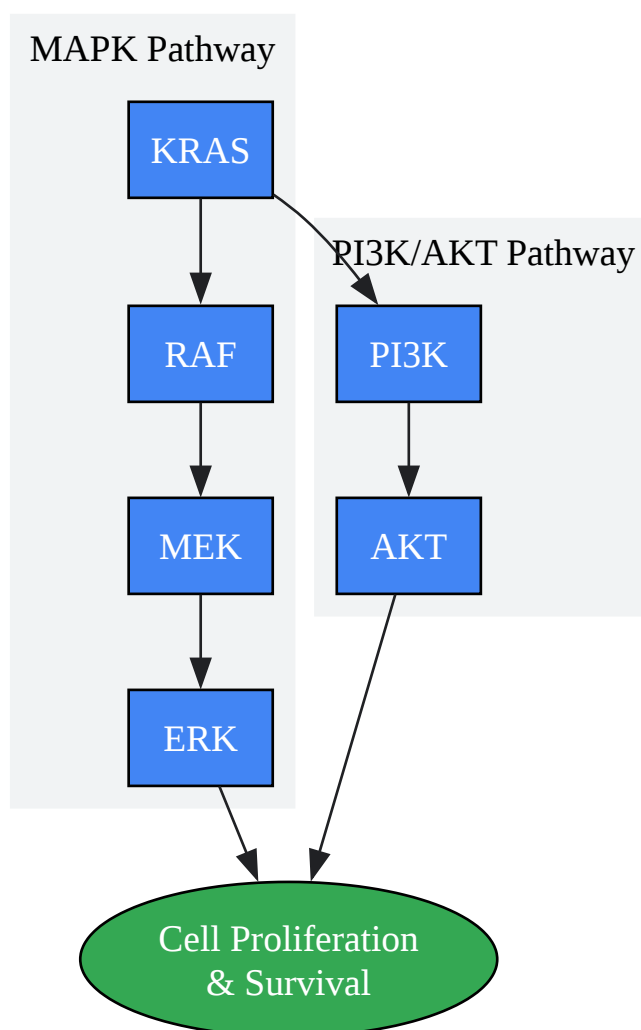 MAPK Pathway
KRAS
PI3K/AKT Pathway
RAF
PI3K
MEK
AKT
ERK
Cell Proliferation
& Survival